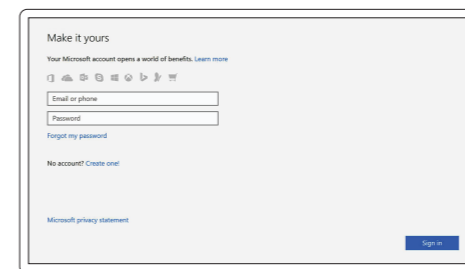 Make it yours
Your Microsoft account opens a world of benefits. Learn more
Email or phone
Password
Forgot my password
No account? Create one!
Microsoft privacy statement
Sign in